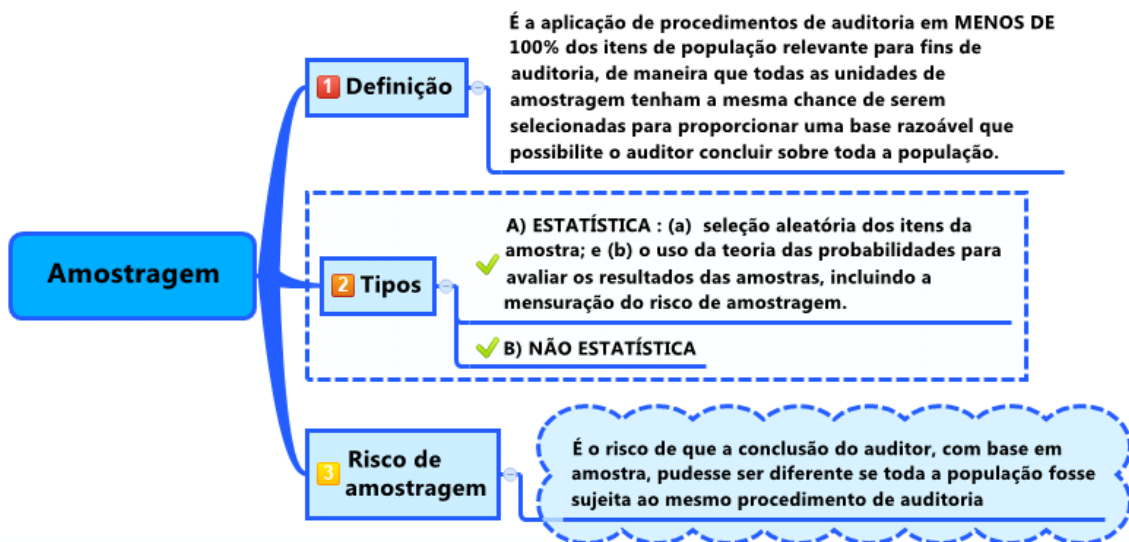 Amostragem
1 Definição
É a aplicação de procedimentos de auditoria em MENOS DE
100% dos itens de população relevante para fins de
auditoria, de maneira que todas as unidades de
amostragem tenham a mesma chance de serem
selecionadas para proporcionar uma base razoável que
possibilite o auditor concluir sobre toda a população.
2 Tipos
A) ESTATÍSTICA : (a) seleção aleatória dos itens da
amostra; e (b) o uso da teoria das probabilidades para
avaliar os resultados das amostras, incluindo a
mensuração do risco de amostragem.
B) NÃO ESTATÍSTICA
3 Risco de
amostragem
É o risco de que a conclusão do auditor, com base em
amostra, pudesse ser diferente se toda a população fosse
sujeita ao mesmo procedimento de auditoria